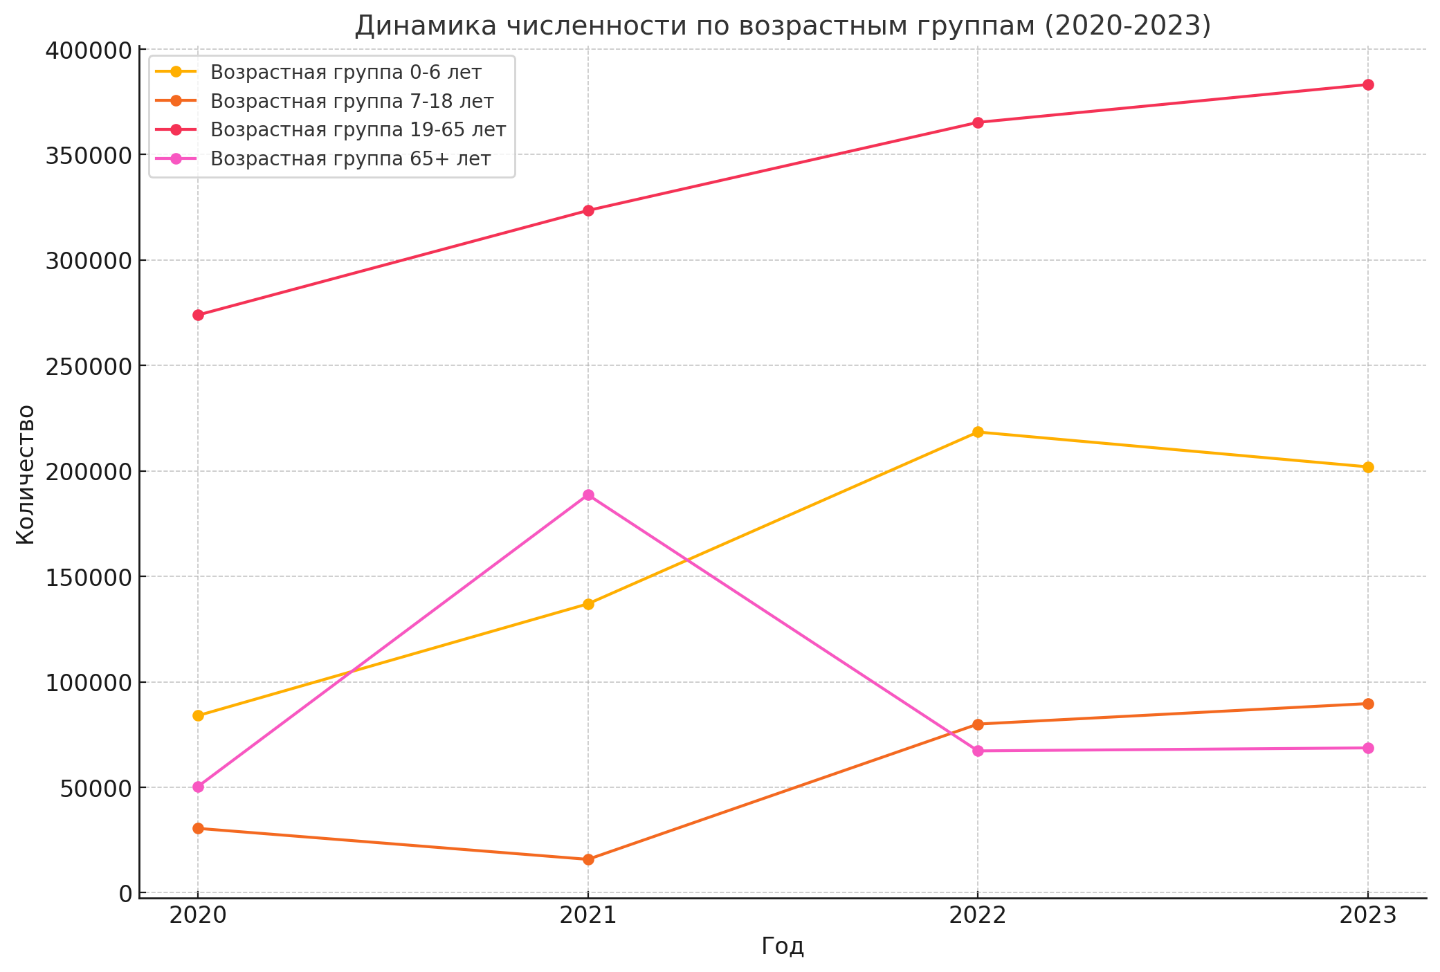 Динамика численности по возрастным группам (2020-2023)
400000
350000
300000
250000
200000
150000
100000
50000
0
Количество
Возрастная группа 0-6 лет
Возрастная группа 7-18 лет
Возрастная группа 19-65 лет
Возрастная группа 65+ лет
2020
2021
2022
2023
Год